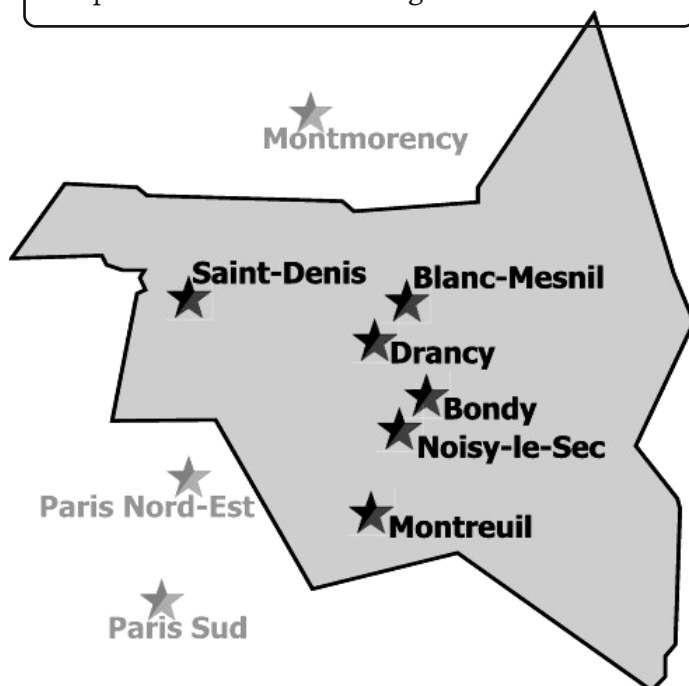 Montmorency
Saint-Denis
Blanc-Mesnil
Drancy
Bondy
Noisy-le-Sec
Paris Nord-Est
Montreuil
Paris Sud